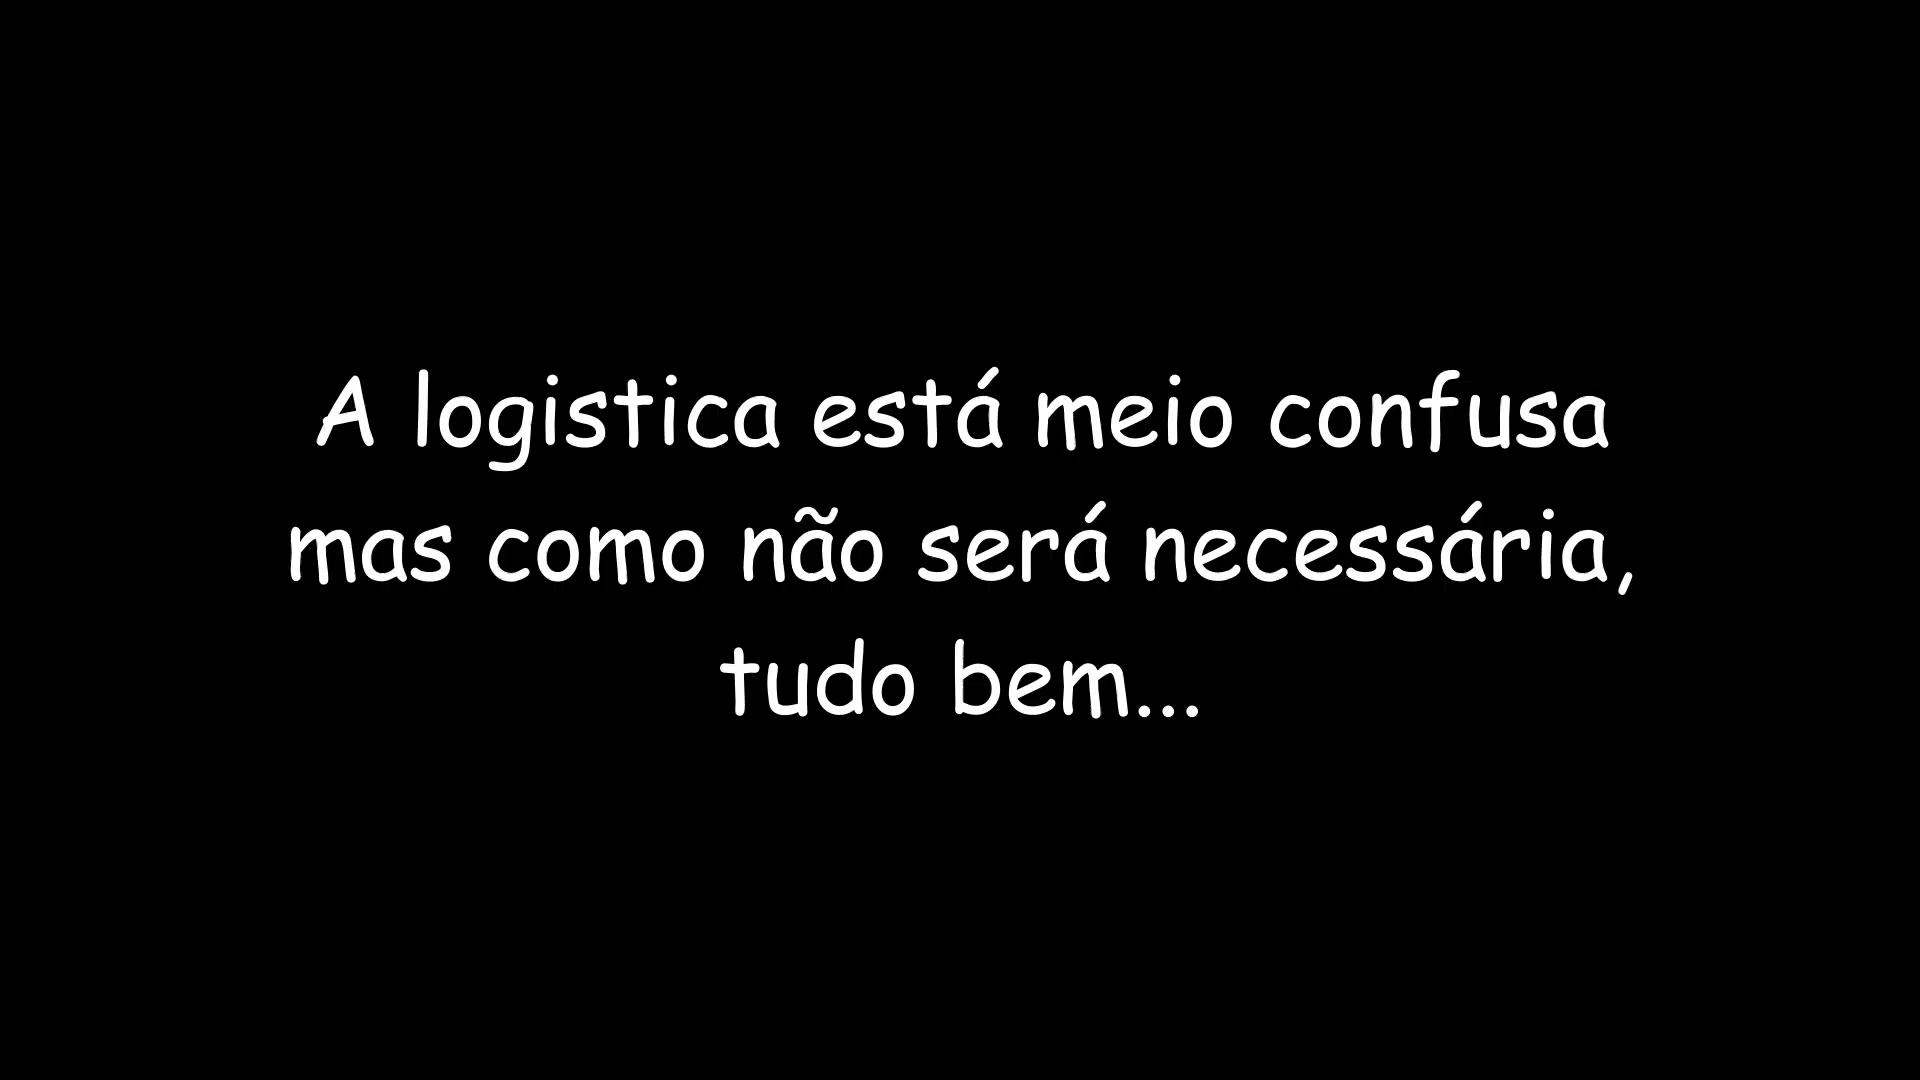 A logistica está meio confusa
mas como não será necessária,
tudo bem...